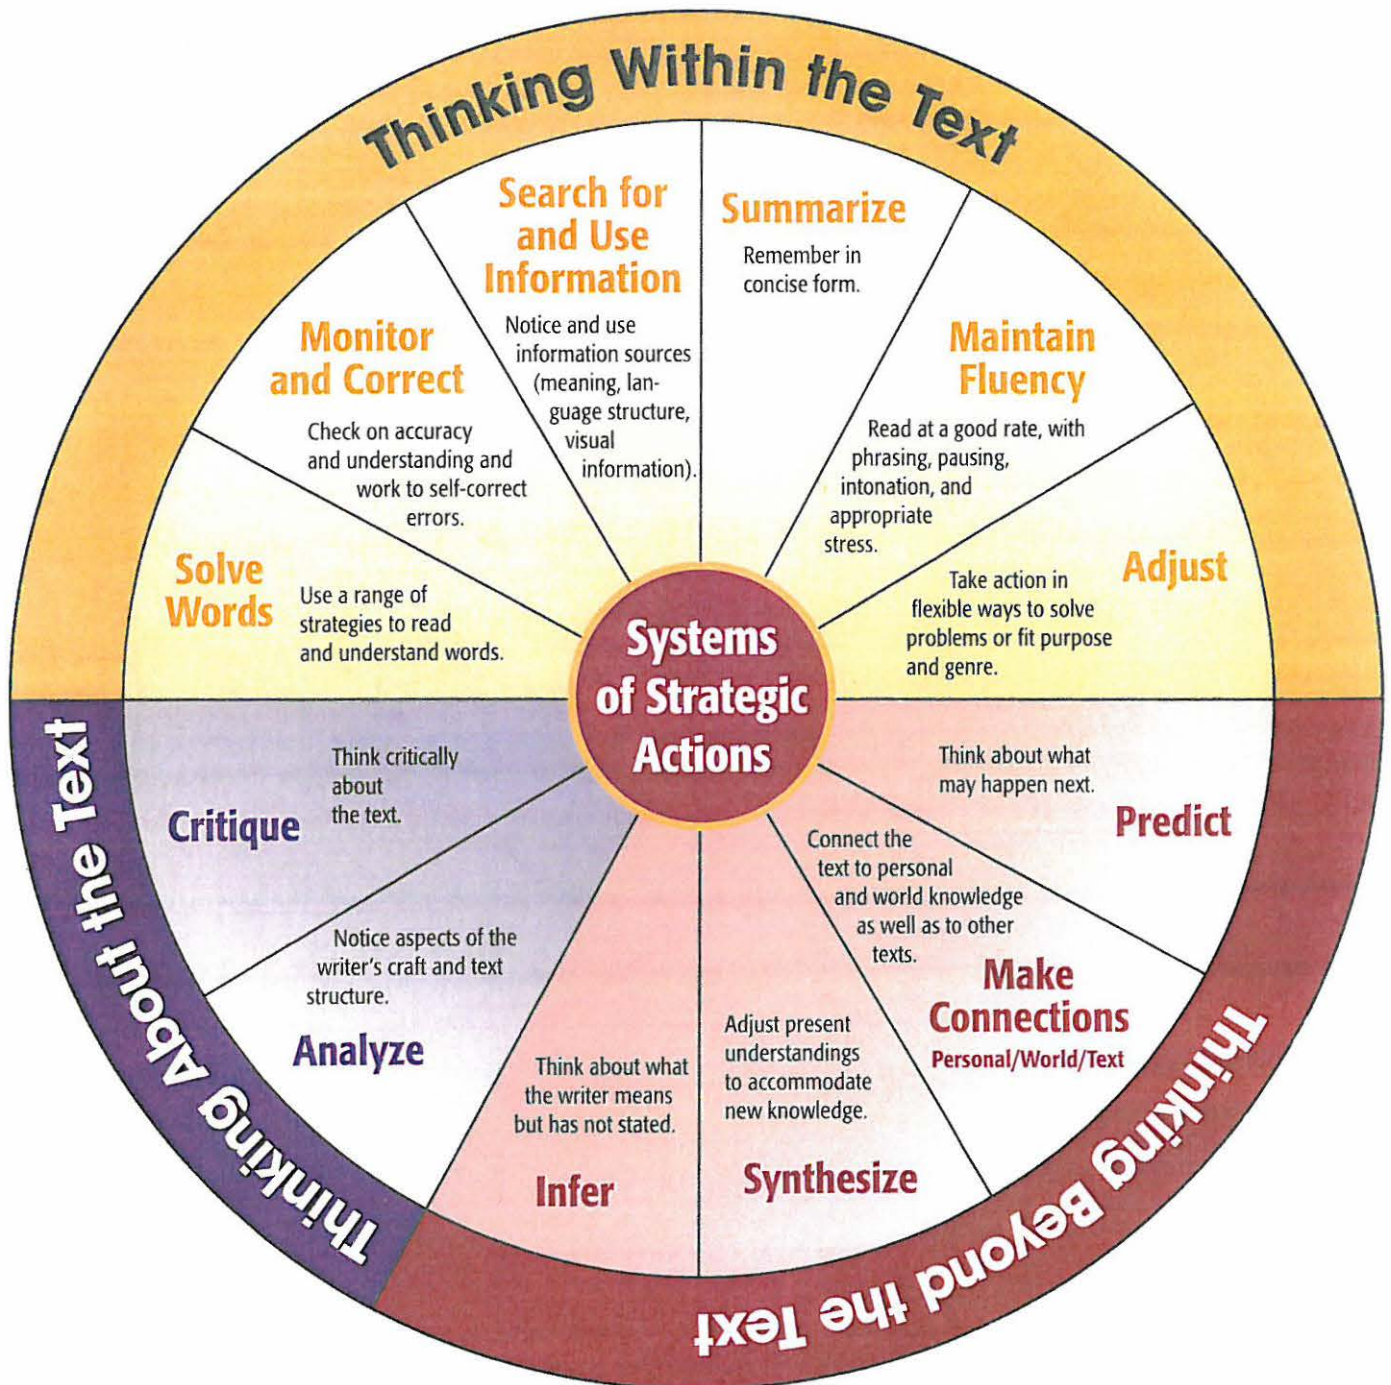 Thinking Within the Text
Search for
and Use
Information
Notice and use
information sources
(meaning, lan-
guage structure,
visual
information).
Summarize
Remember in
concise form.
Monitor
and Correct
Check on accuracy
and understanding and
work to self-correct
errors.
Maintain
Fluency
Read at a good rate, with
phrasing, pausing,
intonation, and
appropriate
stress.
Solve
Words
Use a range of
strategies to read
and understand words.
Adjust
Take action in
flexible ways to solve
problems or fit purpose
and genre.
Systems
of Strategic
Actions
Thinking About the Text
Critique
Think critically
about
the text.
Notice aspects of the
writer's craft and text
structure.
Analyze
Thinking Beyond the Text
Think about what
may happen next.
Predict
Connect the
text to personal
and world knowledge
as well as to other
texts.
Make
Connections
Personal/World/Text
Adjust present
understandings
to accommodate
new knowledge.
Synthesize
Think about what
the writer means
but has not stated.
Infer